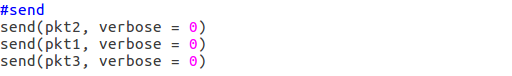 #send
send(pkt2, verbose = 0)
send(pkt1, verbose = 0)
send(pkt3, verbose = 0)